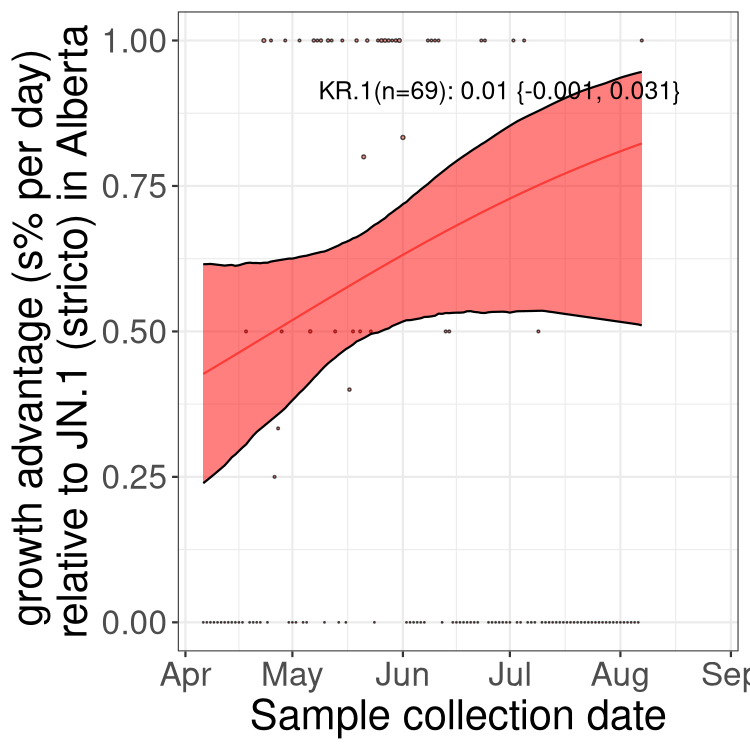 growth advantage (s% per day)
relative to JN.1 (stricto) in Alberta
1.00
0.75
0.50
0.25
0.00
KR.1(n=69): 0.01 {-0.001, 0.031}
Apr May Jun Jul Aug Sep
Sample collection date